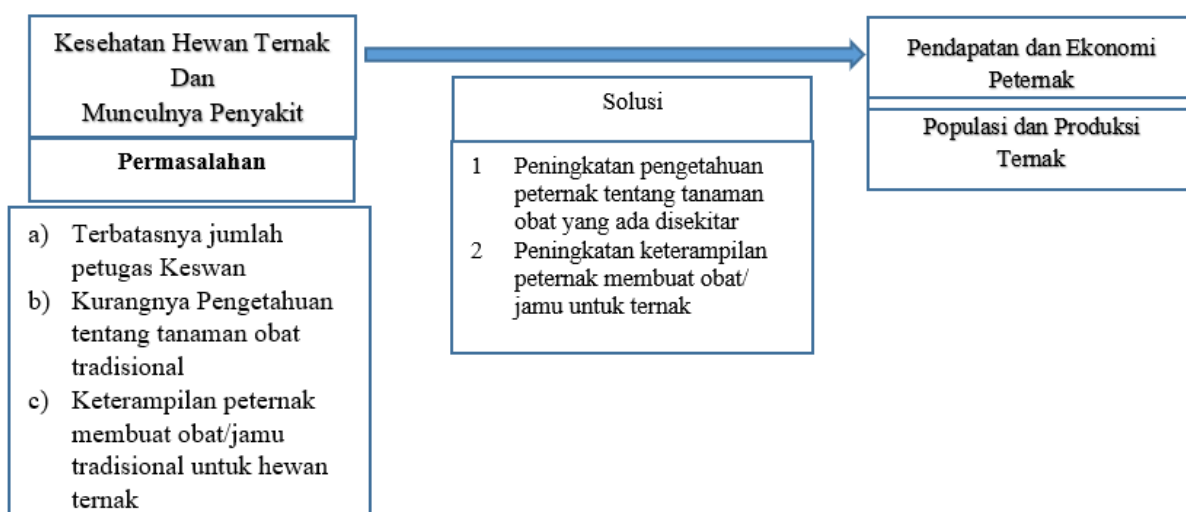 Kesehatan Hewan Ternak
Dan
Munculnya Penyakit
Permasalahan
a) Terbatasnya jumlah
petugas Keswan
b) Kurangnya Pengetahuan
tentang tanaman obat
tradisional
c) Keterampilan peternak
membuat obat/jamu
tradisional untuk hewan
ternak
Solusi
1 Peningkatan pengetahuan
peternak tentang tanaman
obat yang ada disekitar
2 Peningkatan keterampilan
peternak membuat obat/
jamu untuk ternak
Pendapatan dan Ekonomi
Peternak
Populasi dan Produksi
Ternak